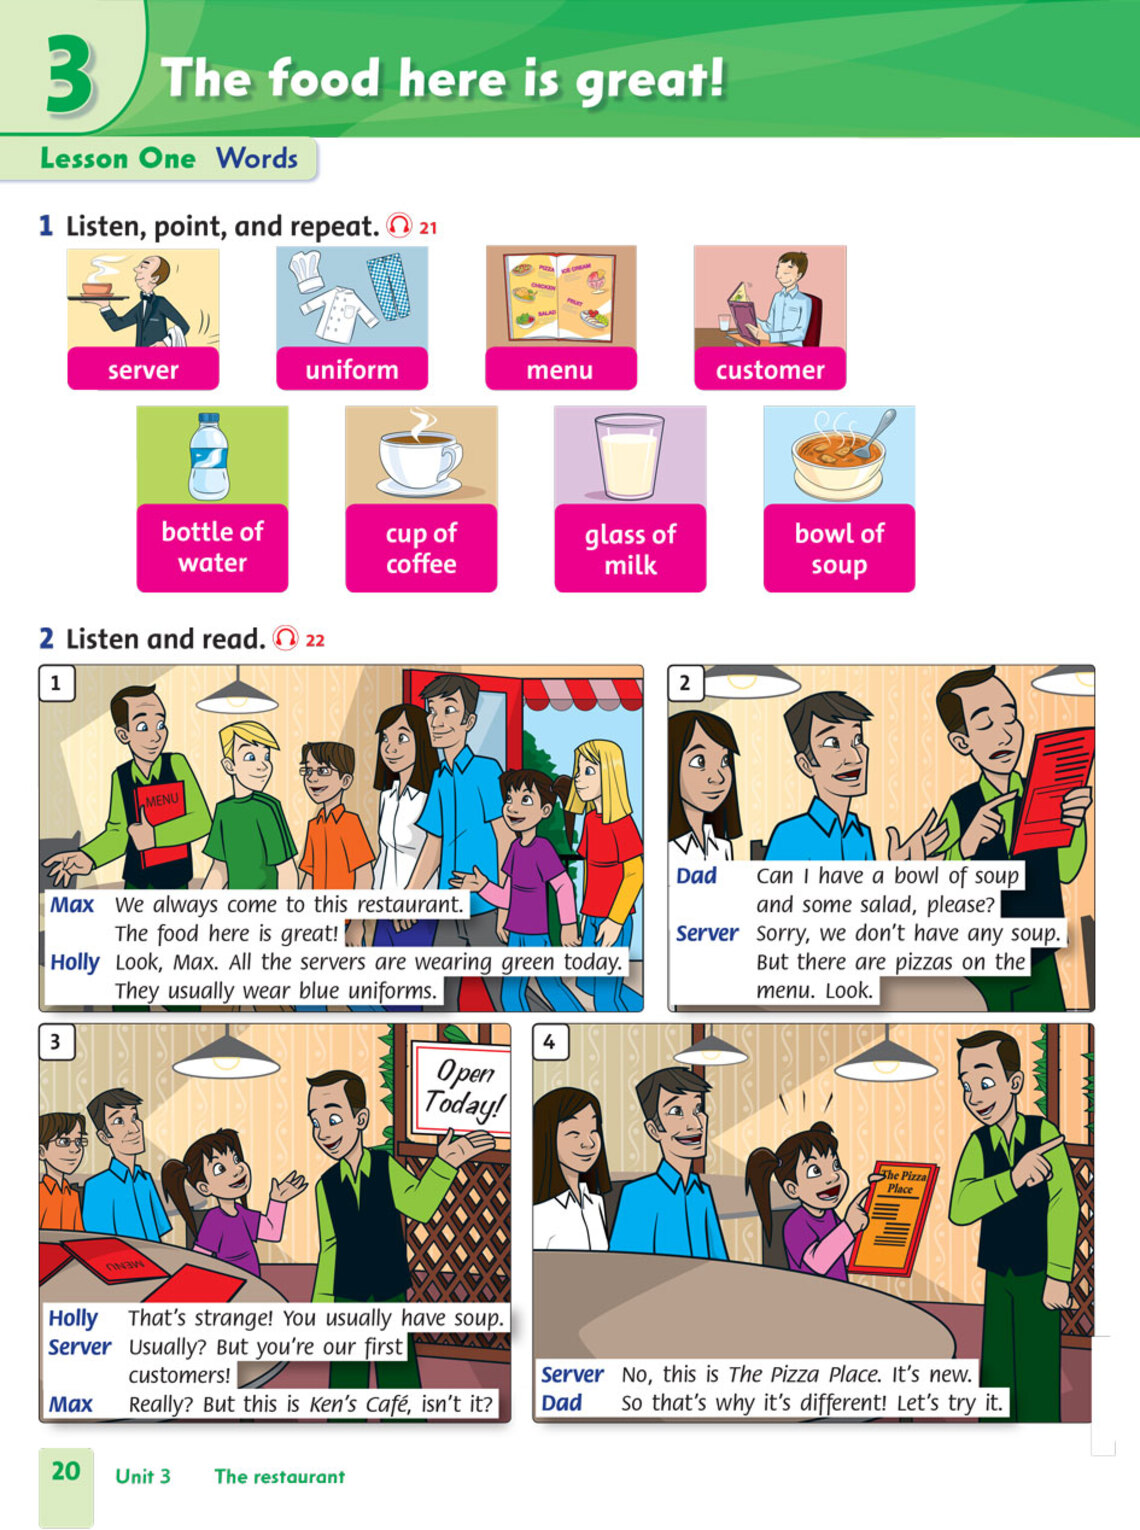 3
The food here is great!
Lesson One Words
1 Listen, point, and repeat. 21
PIZZA
ICE CREAM
CHICKEN
FRUIT
SALAD
server
uniform
menu
customer
bottle of
water
cup of
coffee
glass of
milk
bowl of
soup
2 Listen and read. 22
1
MENU
Max We always come to this restaurant.
The food here is great!
Holly Look, Max. All the servers are wearing green today.
They usually wear blue uniforms.
2
Dad Can I have a bowl of soup
and some salad, please?
Server Sorry, we don't have any soup.
But there are pizzas on the
menu. Look.
3
Open
Today!
MENU
Holly That's strange! You usually have soup.
Server Usually? But you're our first
customers!
Max Really? But this is Ken's Café, isn't it?
4
The Pizza
Place
Server No, this is The Pizza Place. It's new.
Dad So that's why it's different! Let's try it.
20 Unit 3 The restaurant